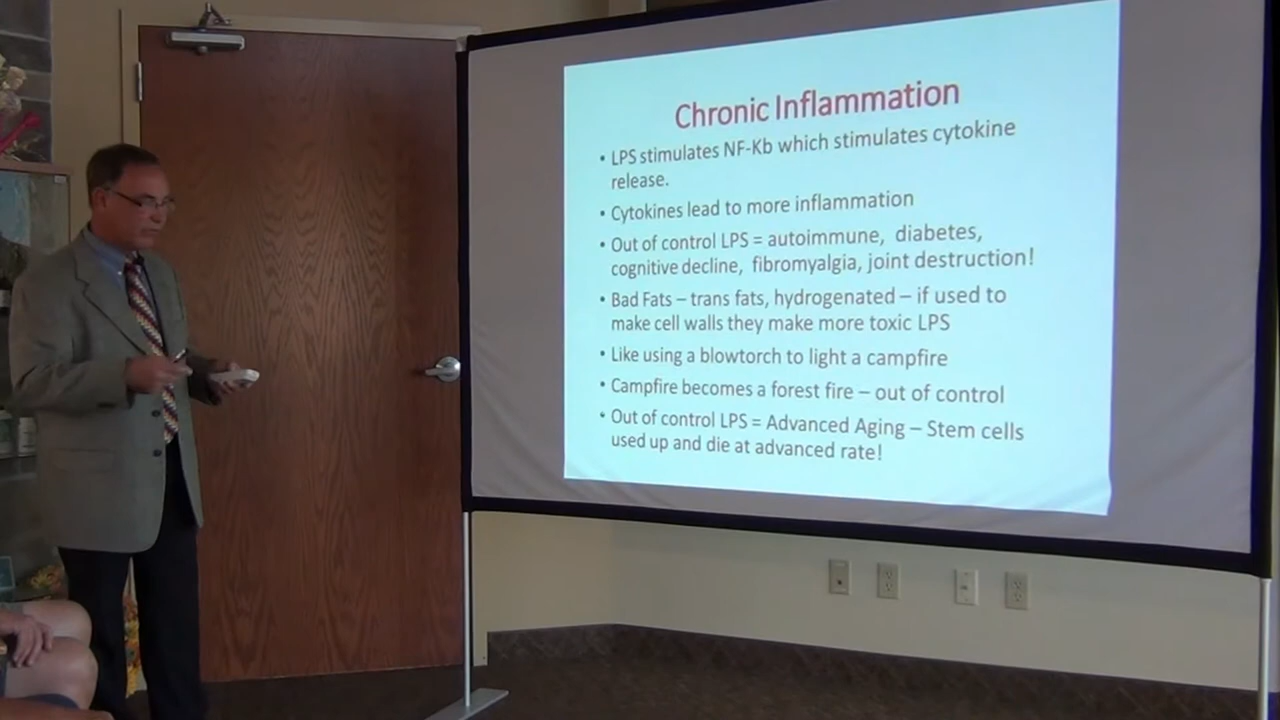 Chronic Inflammation
• LPS stimulates NF-Kb which stimulates cytokine
release.
• Cytokines lead to more inflammation
• Out of control LPS = autoimmune, diabetes,
cognitive decline, fibromyalgia, joint destruction!
• Bad Fats – trans fats, hydrogenated – if used to
make cell walls they make more toxic LPS
• Like using a blowtorch to light a campfire
• Campfire becomes a forest fire – out of control
• Out of control LPS = Advanced Aging – Stem cells
used up and die at advanced rate!